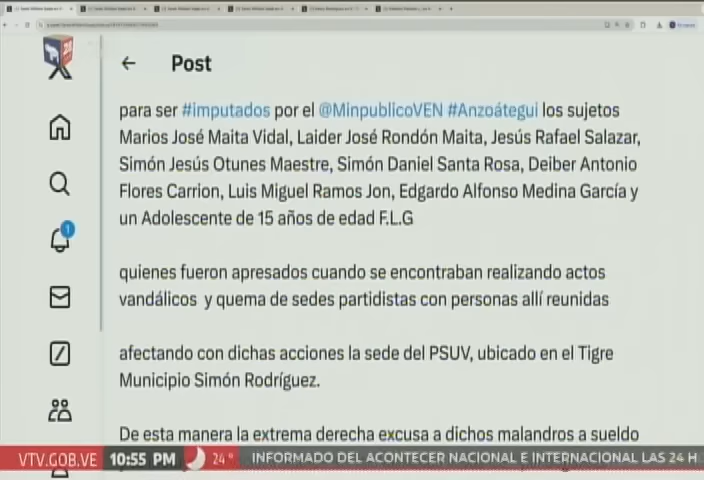 Post
para ser #imputados por el @MinpublicoVEN #Anzoátegui los sujetos
Marios José Maita Vidal, Laider José Rondón Maita, Jesús Rafael Salazar,
Simón Jesús Otunes Maestre, Simón Daniel Santa Rosa, Deiber Antonio
Flores Carrion, Luis Miguel Ramos Jon, Edgardo Alfonso Medina García y
un Adolescente de 15 años de edad F.L.G
1
quienes fueron apresados cuando se encontraban realizando actos
vandálicos y quema de sedes partidistas con personas allí reunidas
afectando con dichas acciones la sede del PSUV, ubicado en el Tigre
Municipio Simón Rodríguez.
De esta manera la extrema derecha excusa a dichos malandros a sueldo
VTV.GOB.VE 10:55 PM 24° INFORMADO DEL ACONTECER NACIONAL E INTERNACIONAL LAS 24 H